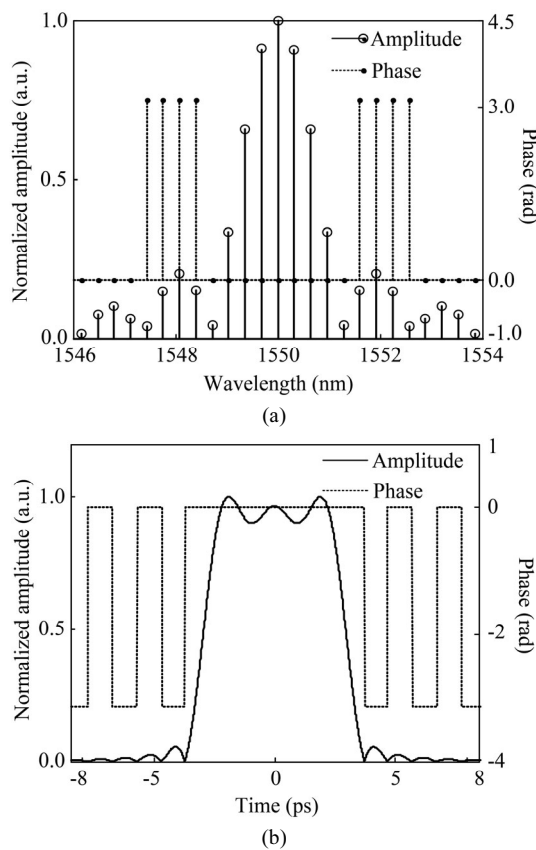 1.0
0.5
0.0
Normalized amplitude (a.u.)
4.5
3.0
0.0
-1.0
Phase (rad)
Amplitude
Phase
1546 1548 1550 1552 1554
Wavelength (nm)
(a)
1.0
0.5
0.0
Normalized amplitude (a.u.)
1
0
-2
-4
Phase (rad)
Amplitude
Phase
-8 -5 0 5 8
Time (ps)
(b)